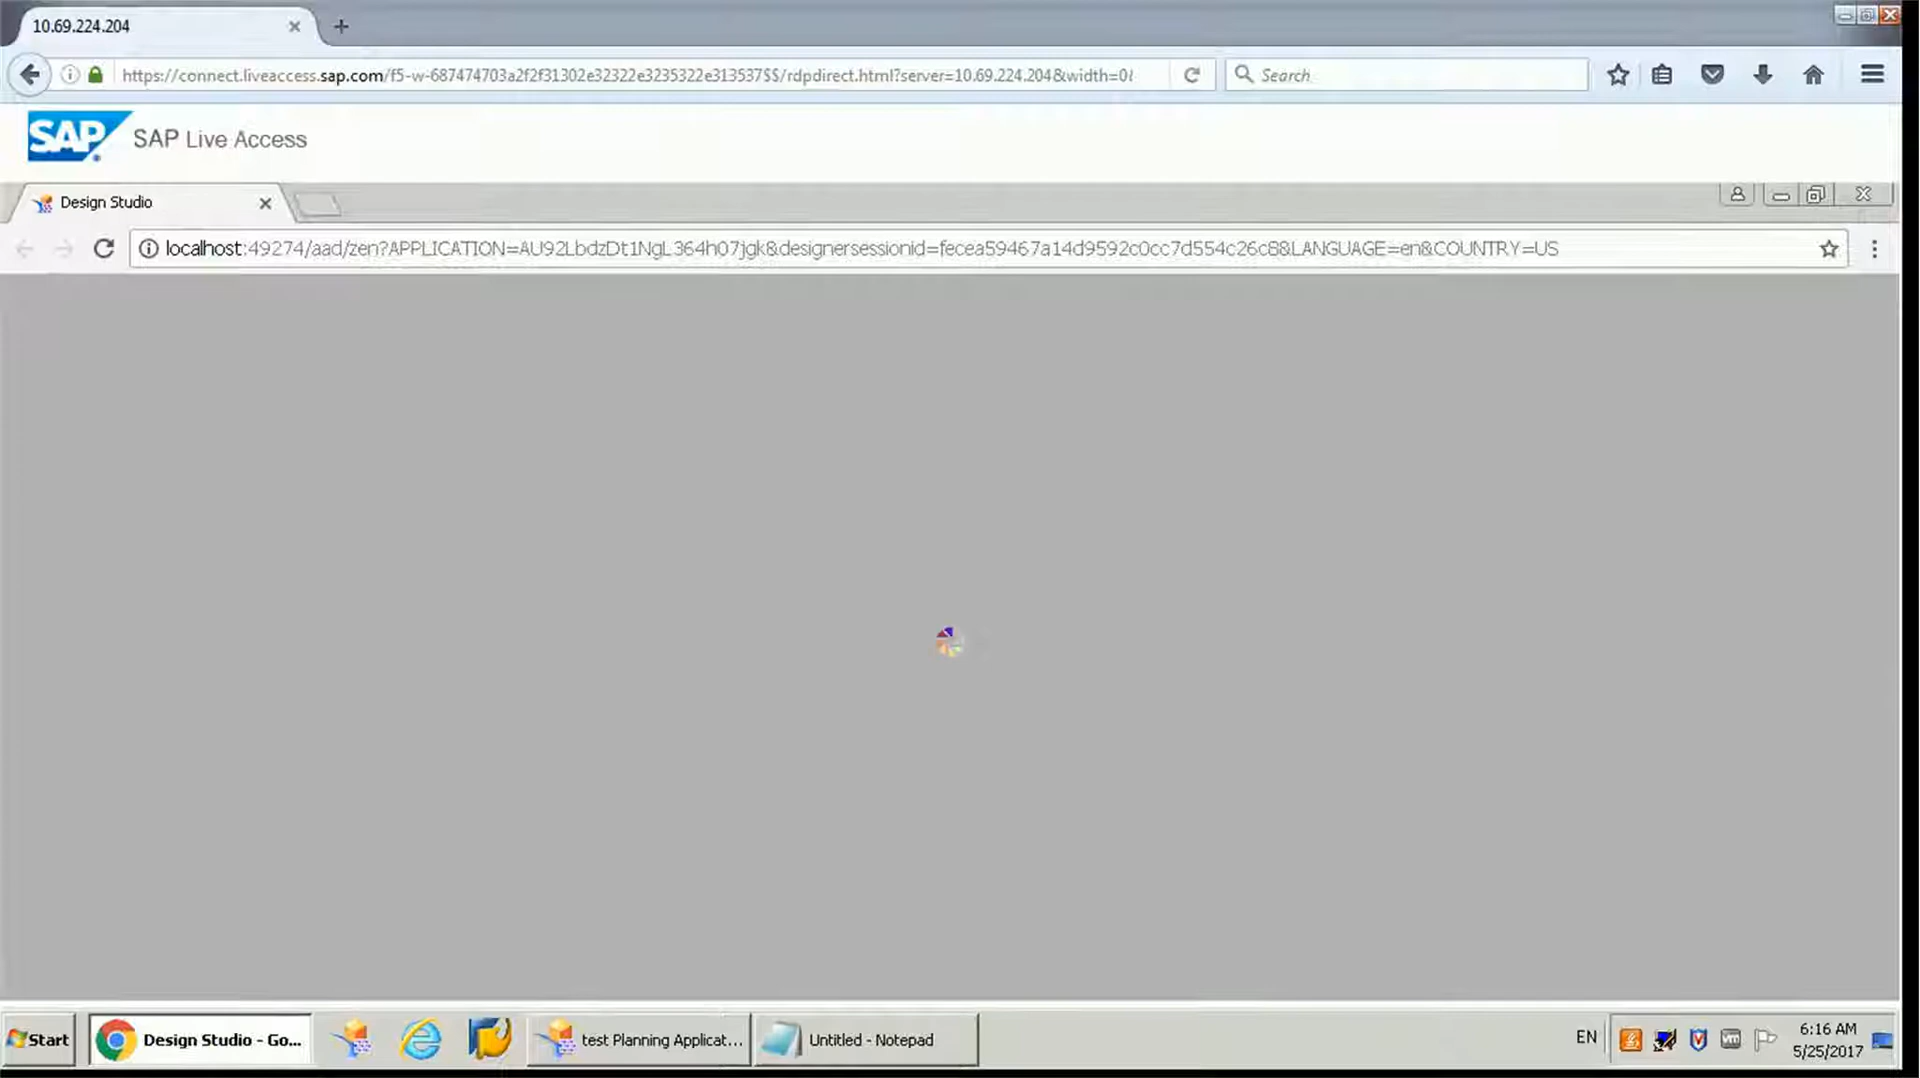 10.69.224.204
https://connect.liveaccess.sap.com/f5-w-687474703a2f2f31302e32322e3235322e313537$$/rdpdirect.html?server=10.69.224.204&width=0&
Search
SAP
SAP Live Access
Design Studio
localhost:49274/aad/zen?APPLICATION=AU92LbdzDt1NgL364h07jgk&designersessionid=fecea59467a14d9592c0cc7d554c26c8&LANGUAGE=en&COUNTRY=US
Start
Design Studio - Go...
test Planning Applicat...
Untitled - Notepad
EN
6:16 AM
5/25/2017